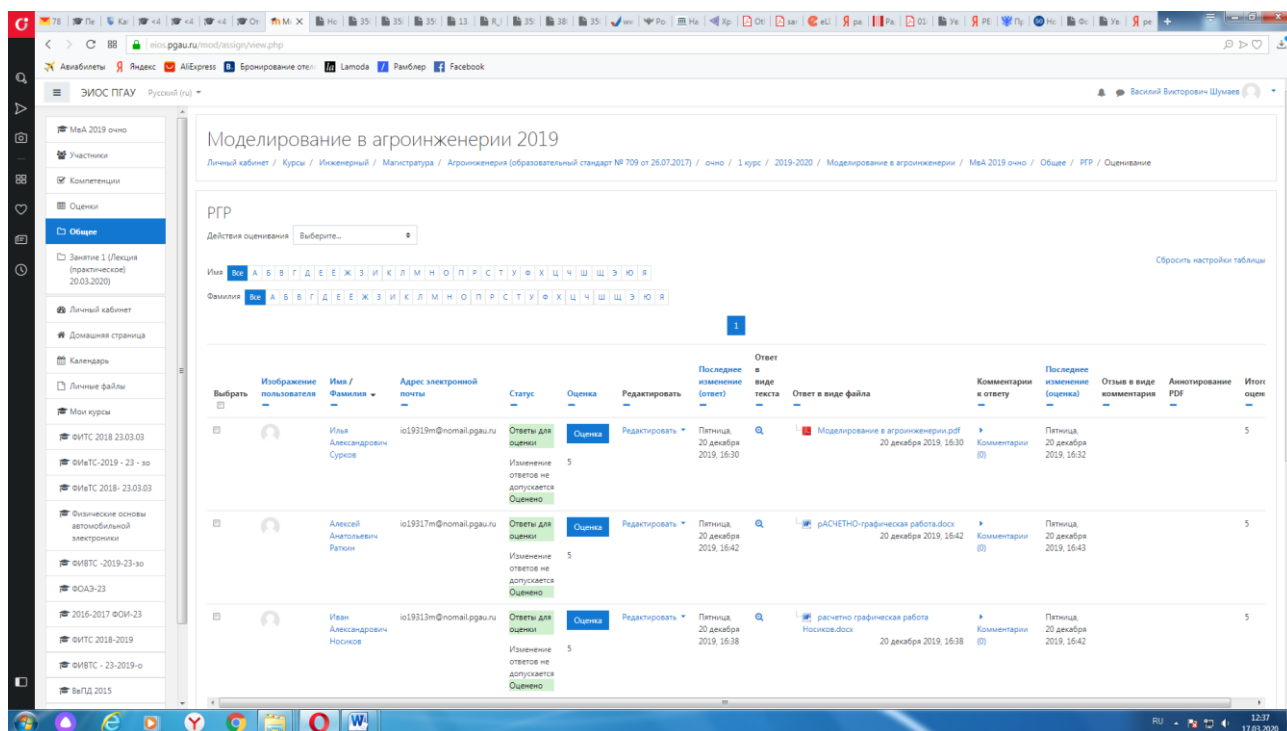 eios.pgau.ru/mod/assign/view.php
Авиабилеты Яндекс AliExpress Бронирование отел Lamoda Рамблер Facebook
ЭИОС ПГАУ Русский (ru)
Василий Викторович Шумаев
МвА 2019 очно
Участники
Компетенции
Оценки
Общее
Занятие 1 (Лекция (практическое) 20.03.2020)
Личный кабинет
Домашняя страница
Календарь
Личные файлы
Мои курсы
ФИТС 2018 23.03.03
ФИвТС-2019 - 23 - зо
ФИвТС 2018- 23.03.03
Физические основы автомобильной электроники
ФИВТС -2019-23-зо
ФОАЭ-23
2016-2017 ФОИ-23
ФИТС 2018-2019
ФИВТС - 23-2019-о
ВвПД 2015
Моделирование в агроинженерии 2019
Личный кабинет / Курсы / Инженерный / Магистратура / Агроинженерия (образовательный стандарт № 709 от 26.07.2017) / очно / 1 курс / 2019-2020 / Моделирование в агроинженерии / МвА 2019 очно / Общее / РГР / Оценивание
РГР
Действия оценивания Выберите...
Сбросить настройки таблицы
Имя Все А Б В Г Д Е Ё Ж З И К Л М Н О П Р С Т У Ф Х Ц Ч Ш Щ Э Ю Я
Фамилия Все А Б В Г Д Е Ё Ж З И К Л М Н О П Р С Т У Ф Х Ц Ч Ш Щ Э Ю Я
1
Выбрать Изображение пользователя Имя / Фамилия Адрес электронной почты Статус Оценка Редактировать Последнее изменение (ответ) Ответ в виде текста Ответ в виде файла Комментарии к ответу Последнее изменение (оценка) Отзыв в виде комментария Аннотирование PDF
Илья Александрович Сурков io19319m@nomail.pgau.ru Ответы для оценки Изменение ответов не допускается Оценено Оценка 5 Редактировать Пятница, 20 декабря 2019, 16:30 Моделирование в агроинженерии.pdf 20 декабря 2019, 16:30 Комментарии (0) Пятница, 20 декабря 2019, 16:32 5
Алексей Анатольевич Раткин io19317m@nomail.pgau.ru Ответы для оценки Изменение ответов не допускается Оценено Оценка 5 Редактировать Пятница, 20 декабря 2019, 16:42 рАСЧЕТНО-графическая работа.docx 20 декабря 2019, 16:42 Комментарии (0) Пятница, 20 декабря 2019, 16:43 5
Иван Александрович Носиков io19313m@nomail.pgau.ru Ответы для оценки Изменение ответов не допускается Оценено Оценка 5 Редактировать Пятница, 20 декабря 2019, 16:38 расчетно графическая работа Носиков.docx 20 декабря 2019, 16:38 Комментарии (0) Пятница, 20 декабря 2019, 16:42 5
RU 12:37
17.03.2020